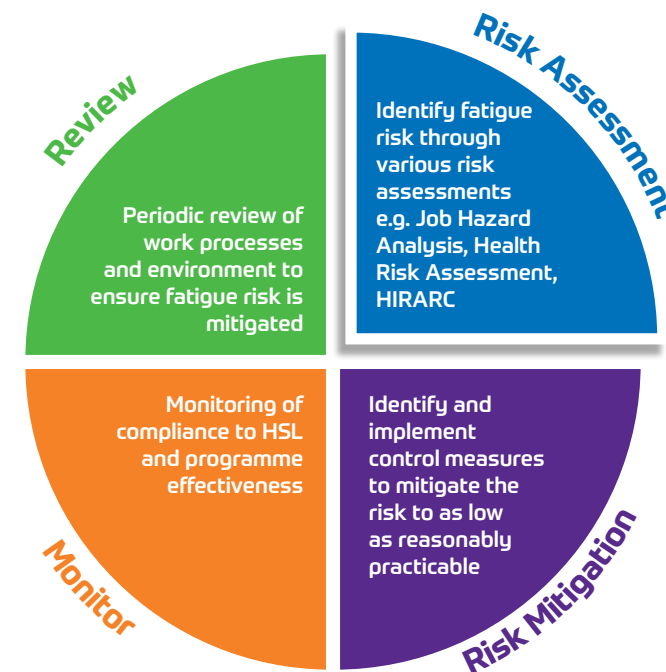 Risk Assessment
Identify fatigue
risk through
various risk
assessments
e.g. Job Hazard
Analysis, Health
Risk Assessment,
HIRARC
Risk Mitigation
Identify and
implement
control measures
to mitigate the
risk to as low
as reasonably
practicable
Monitor
Monitoring of
compliance to HSL
and programme
effectiveness
Review
Periodic review of
work processes
and environment to
ensure fatigue risk is
mitigated